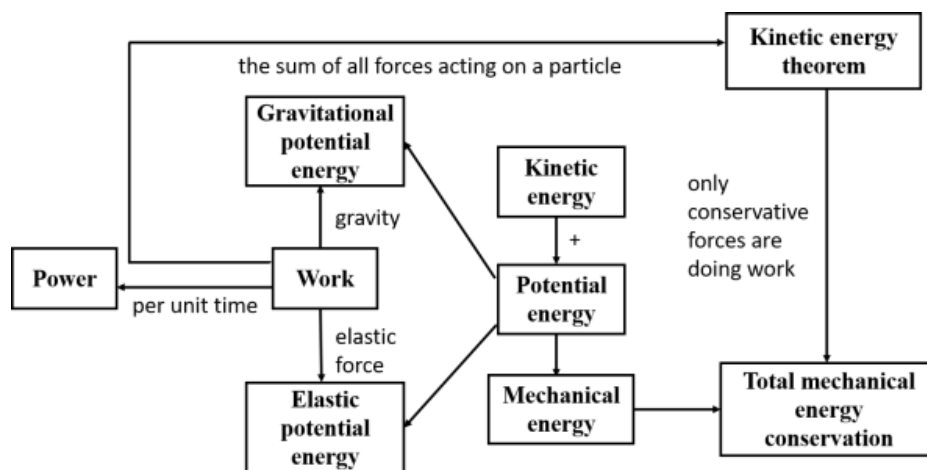 Kinetic energy
theorem
the sum of all forces acting on a particle
Gravitational
potential
energy
Kinetic
energy
only
conservative
forces are
doing work
gravity
+
Power
Work
Potential
energy
per unit time
elastic
force
Elastic
potential
energy
Mechanical
energy
Total mechanical
energy
conservation